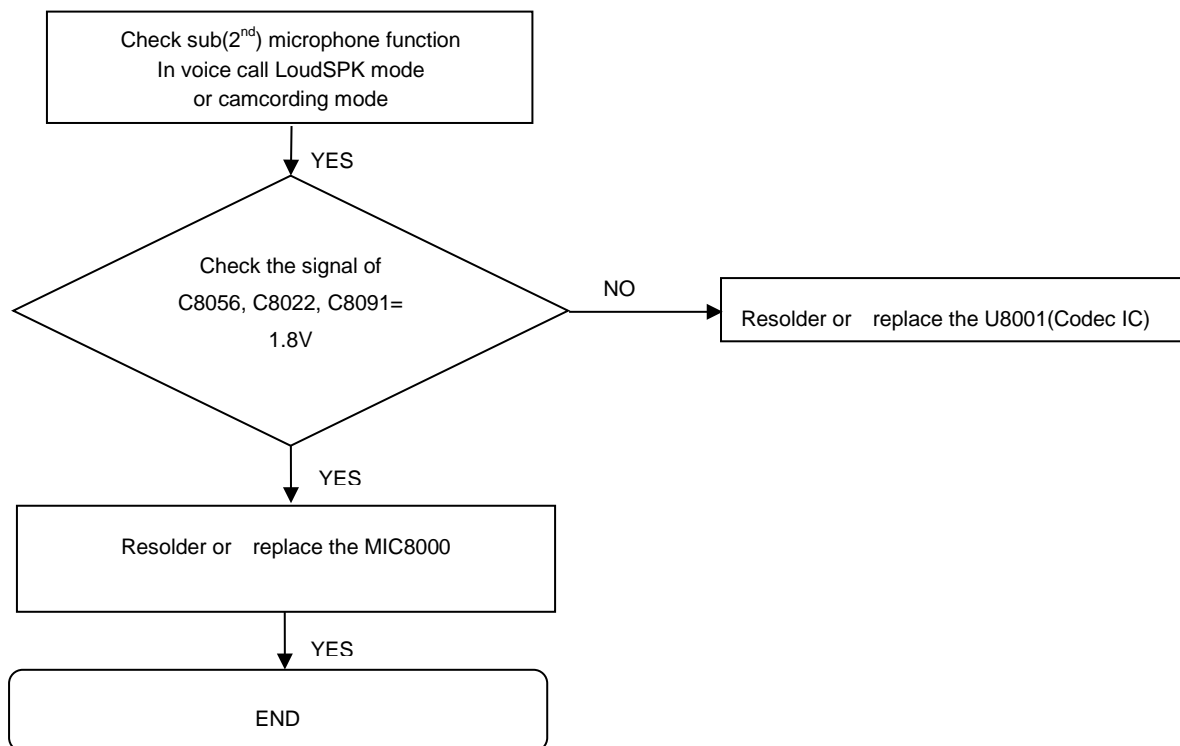 Check sub(2nd) microphone function
In voice call LoudSPK mode
or camcording mode
YES
Check the signal of
C8056, C8022, C8091=
1.8V
NO
Resolder or replace the U8001(Codec IC)
YES
Resolder or replace the MIC8000
YES
END